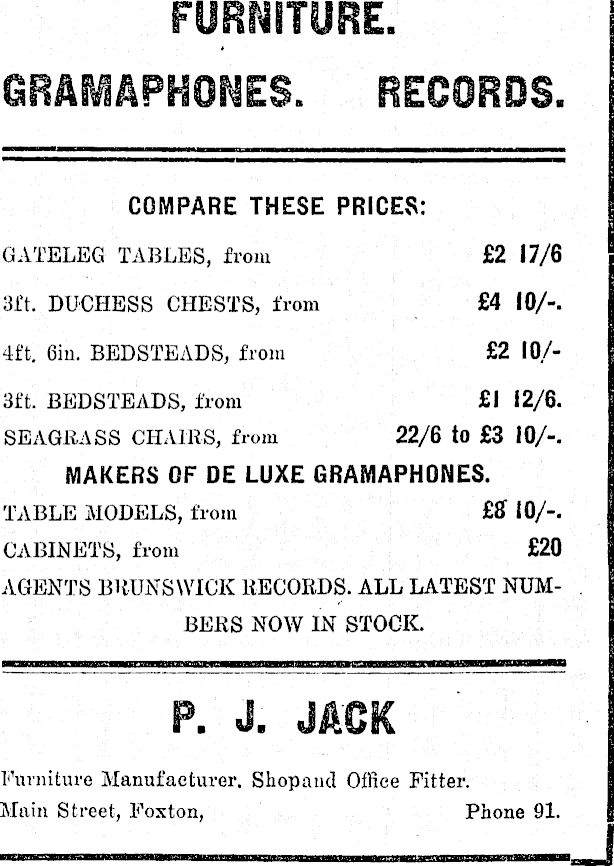 FURNITURE.
GRAMAPHONES. RECORDS.
COMPARE THESE PRICES:
GATELEG TABLES, from £2 17/6
3ft. DUCHESS CHESTS, from £4 10/-.
4ft. 6in. BEDSTEADS, from £2 10/-
3ft. BEDSTEADS, from £1 12/6.
SEAGRASS CHAIRS, from 22/6 to £3 10/-.
MAKERS OF DE LUXE GRAMAPHONES.
TABLE MODELS, from £8 10/-.
CABINETS, from £20
AGENTS BRUNSWICK RECORDS. ALL LATEST NUM-
BERS NOW IN STOCK.
P. J. JACK
Furniture Manufacturer. Shopand Office Fitter.
Main Street, Foxton, Phone 91.